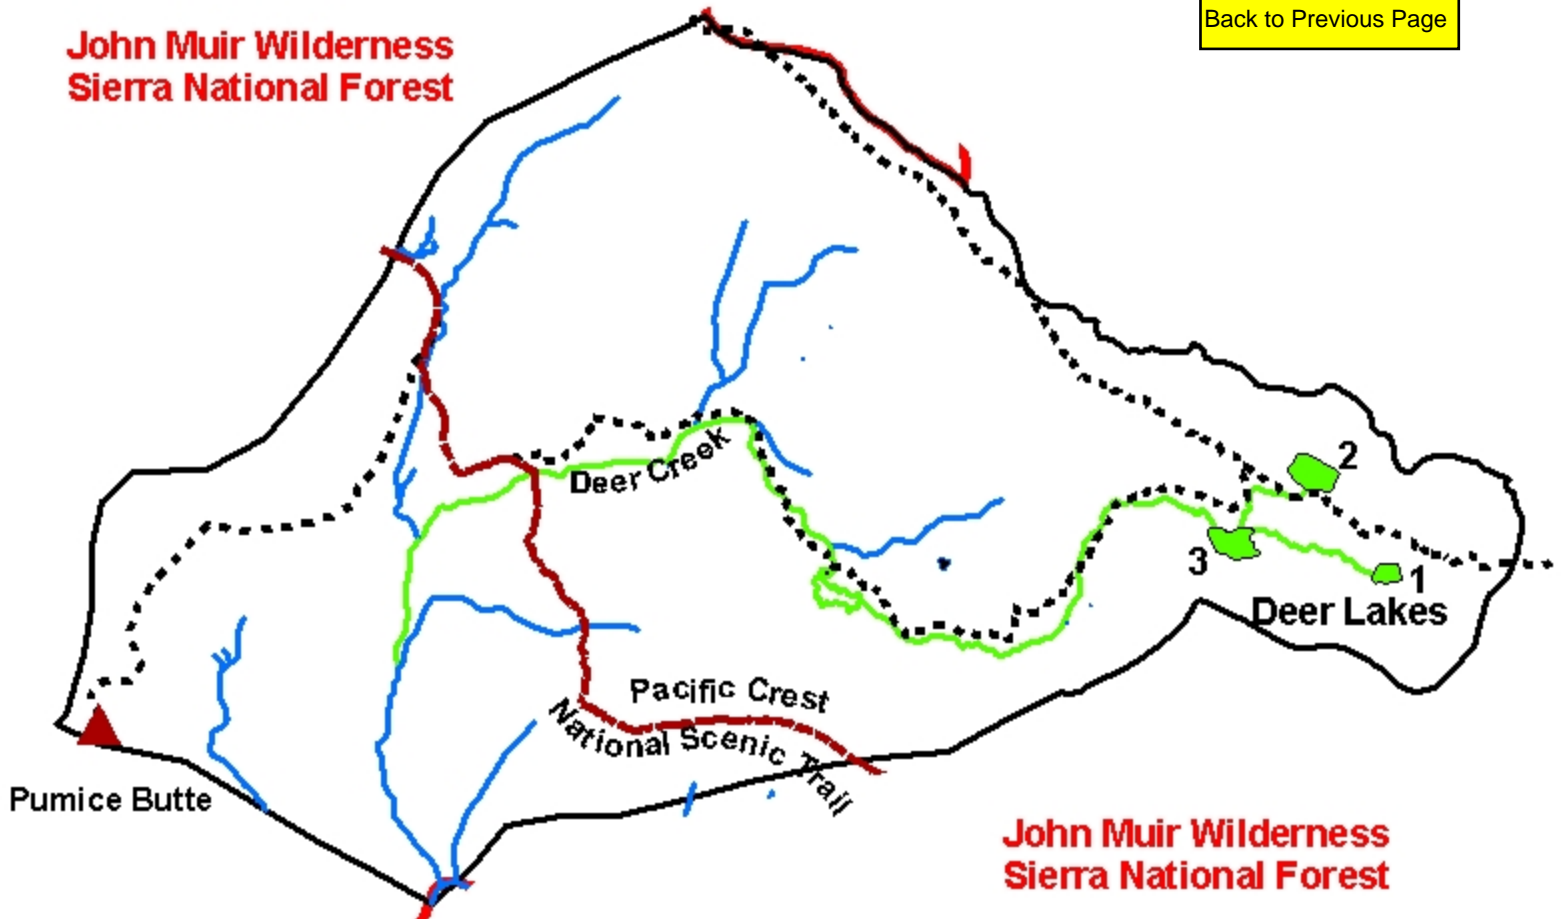 Back to Previous Page
John Muir Wilderness
Sierra National Forest
Deer Creek
2
3
1
Deer Lakes
Pacific Crest
National Scenic Trail
Pumice Butte
John Muir Wilderness
Sierra National Forest